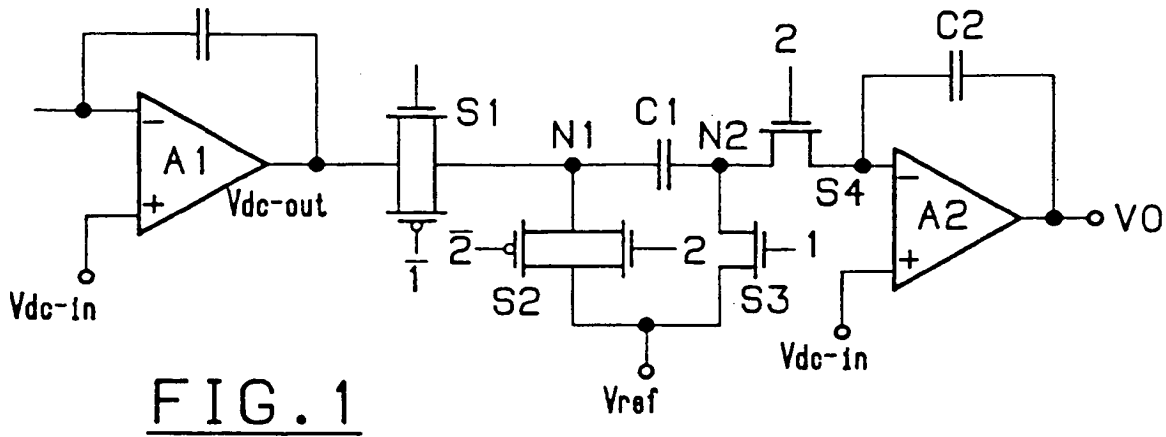 C2
2
S1
C1
N1
N2
−
A1
+
Vdc-out
S4
−
A2
+
VO
2̅
2
1
1̅
S2
S3
Vdc-in
Vdc-in
Vref
FIG.1